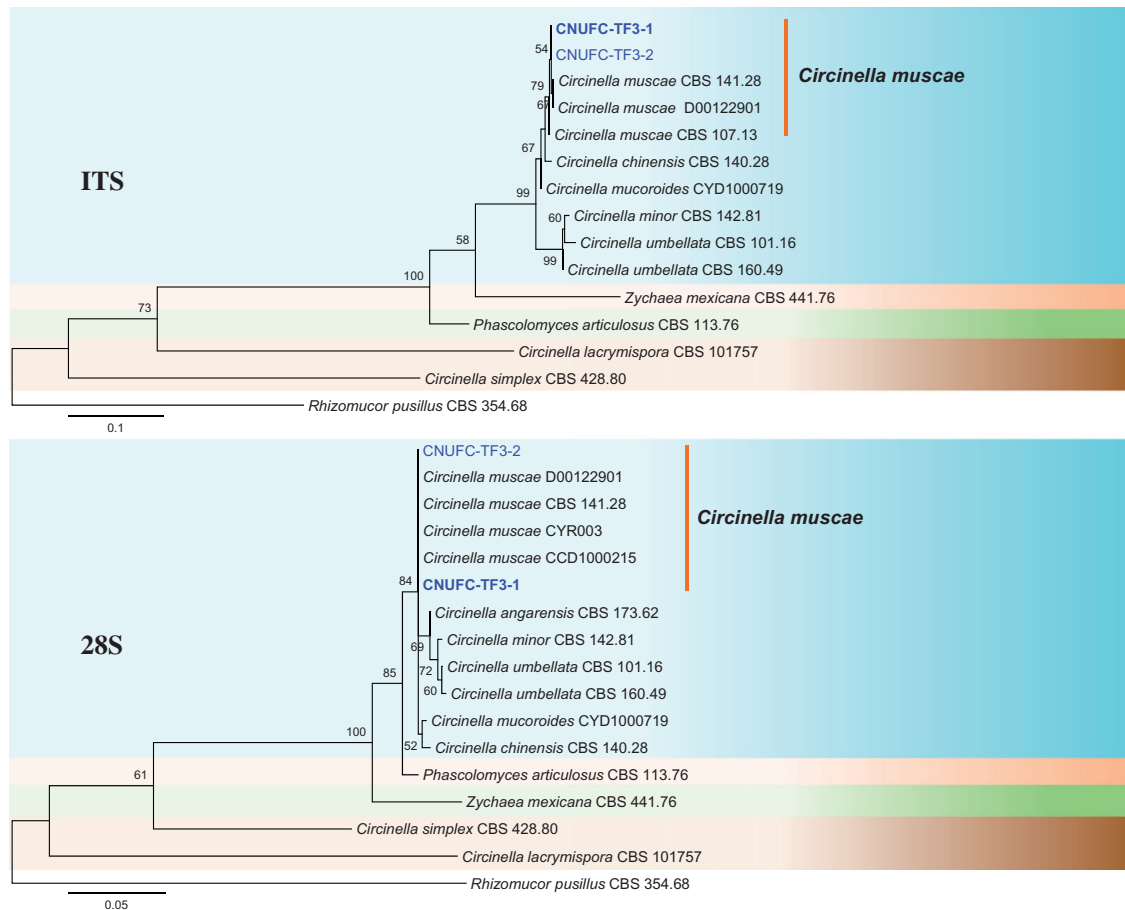 CNUFC-TF3-1
54
CNUFC-TF3-2
79
Circinella muscae CBS 141.28
Circinella muscae
67
Circinella muscae D00122901
Circinella muscae CBS 107.13
67
Circinella chinensis CBS 140.28
ITS
99
Circinella mucoroides CYD1000719
60
Circinella minor CBS 142.81
58
Circinella umbellata CBS 101.16
99
Circinella umbellata CBS 160.49
100
Zychaea mexicana CBS 441.76
73
Phascolomyces articulosus CBS 113.76
Circinella lacrymispora CBS 101757
Circinella simplex CBS 428.80
Rhizomucor pusillus CBS 354.68
0.1
CNUFC-TF3-2
Circinella muscae D00122901
Circinella muscae CBS 141.28
Circinella muscae
Circinella muscae CYR003
Circinella muscae CCD1000215
84
CNUFC-TF3-1
Circinella angarensis CBS 173.62
28S
69
Circinella minor CBS 142.81
72
Circinella umbellata CBS 101.16
85
60
Circinella umbellata CBS 160.49
Circinella mucoroides CYD1000719
100
52
Circinella chinensis CBS 140.28
61
Phascolomyces articulosus CBS 113.76
Zychaea mexicana CBS 441.76
Circinella simplex CBS 428.80
Circinella lacrymispora CBS 101757
Rhizomucor pusillus CBS 354.68
0.05